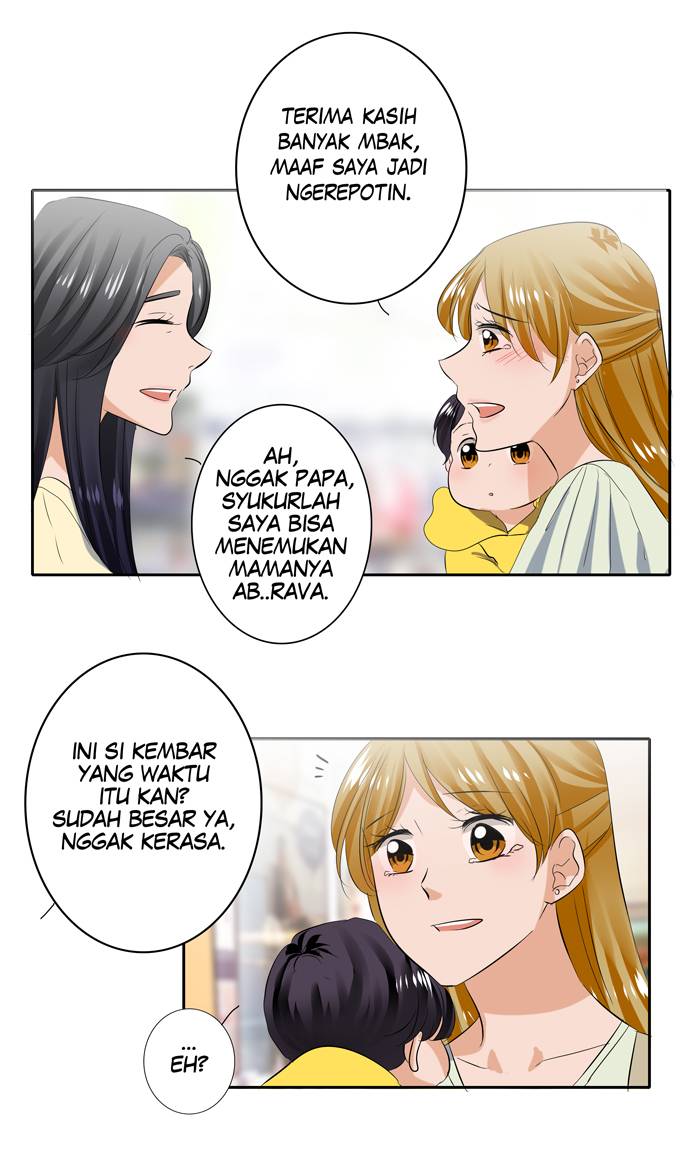 TERIMA KASIH
BANYAK MBAK,
MAAF SAYA JADI
NGEREPOTIN.
AH,
NGGAK PAPA,
SYUKURLAH
SAYA BISA
MENEMUKAN
MAMANYA
AB..RAVA.
INI SI KEMBAR
YANG WAKTU
ITU KAN?
SUDAH BESAR YA,
NGGAK KERASA.
...
EH?